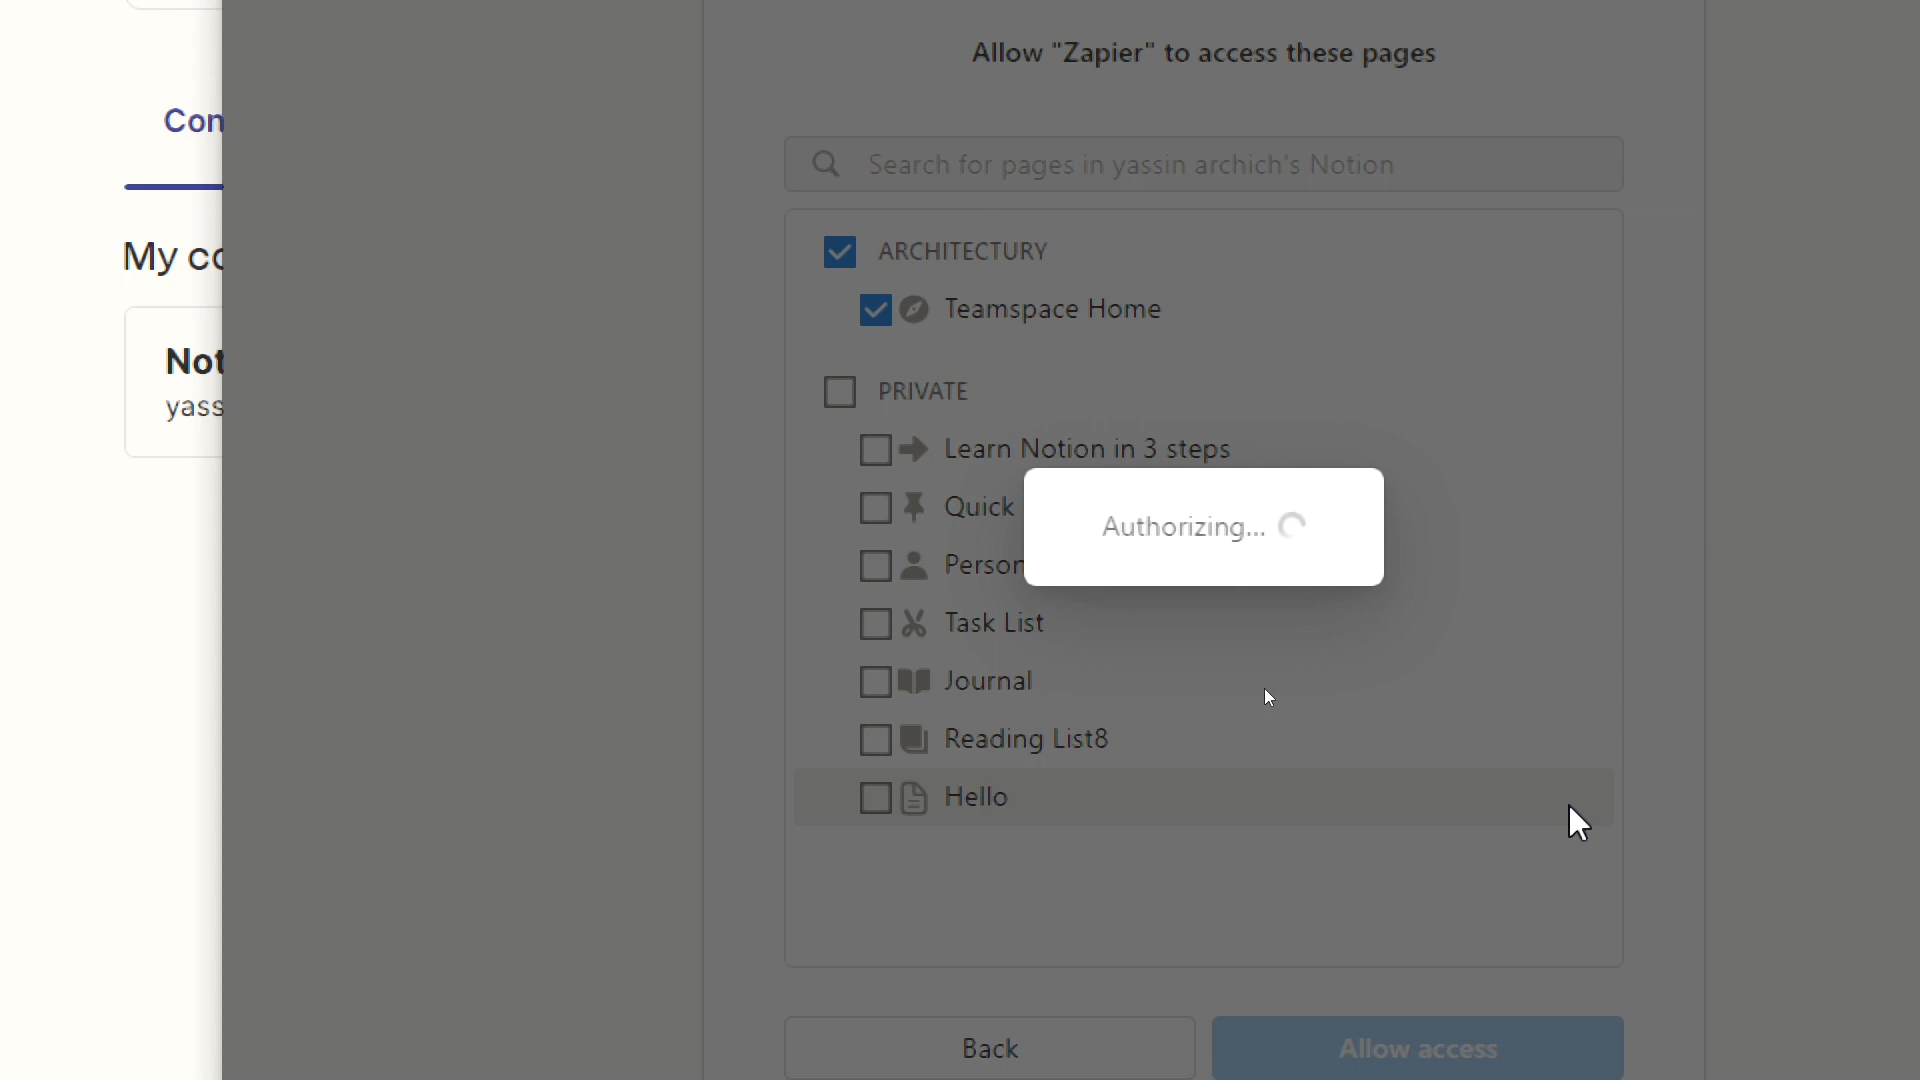 Allow "Zapier" to access these pages
Con
Search for pages in yassin archich's Notion
My co
ARCHITECTURY
Teamspace Home
Not
yass
PRIVATE
Learn Notion in 3 steps
Quick
Authorizing...
Person
Task List
Journal
Reading List8
Hello
Back
Allow access